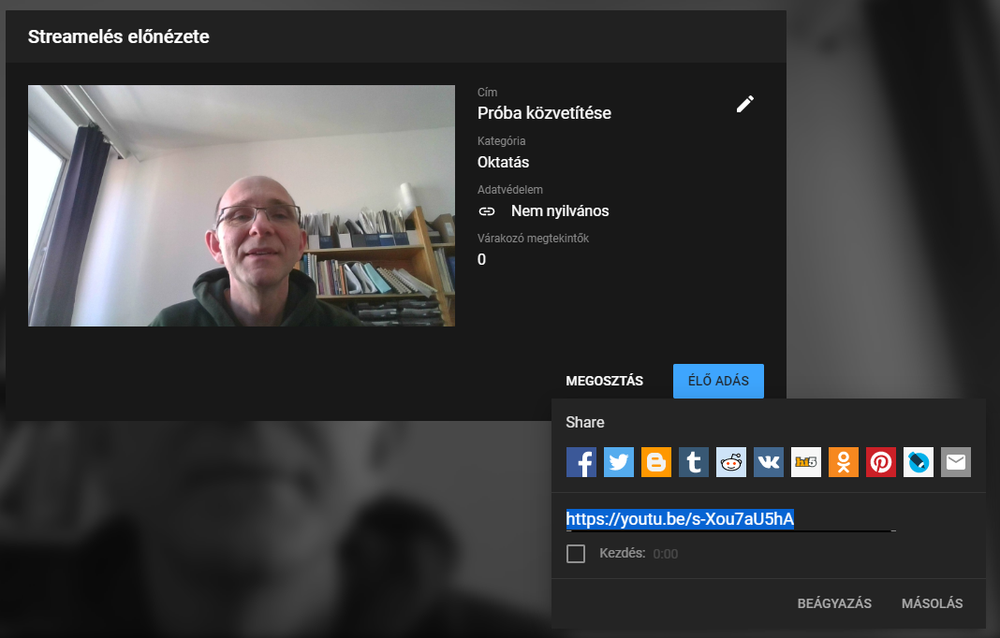 Streamelés előnézete
Cím
Próba közvetítése
Kategória
Oktatás
Adatvédelem
Nem nyilvános
Várakozó megtekintők
0
MEGOSZTÁS
ÉLŐ ADÁS
Share
hi5
https://youtu.be/s-Xou7aU5hA
Kezdés: 0:00
BEÁGYAZÁS
MÁSOLÁS